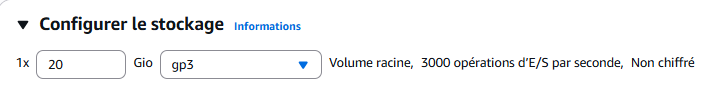 ▼ Configurer le stockage Informations
1x 20 Gio gp3 Volume racine, 3000 opérations d’E/S par seconde, Non chiffré